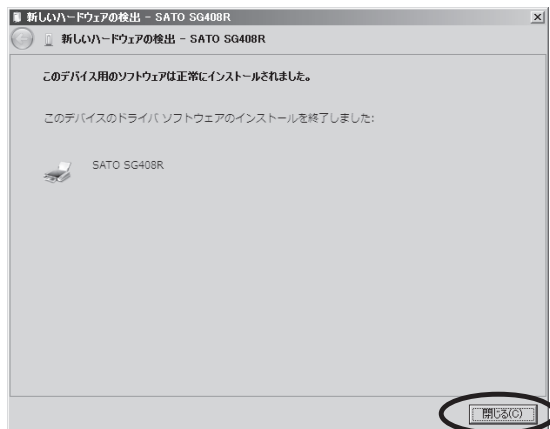 新しいハードウェアの検出 - SATO SG408R
新しいハードウェアの検出 - SATO SG408R
このデバイス用のソフトウェアは正常にインストールされました。
このデバイスのドライバ ソフトウェアのインストールを終了しました:
SATO SG408R
閉じる(C)